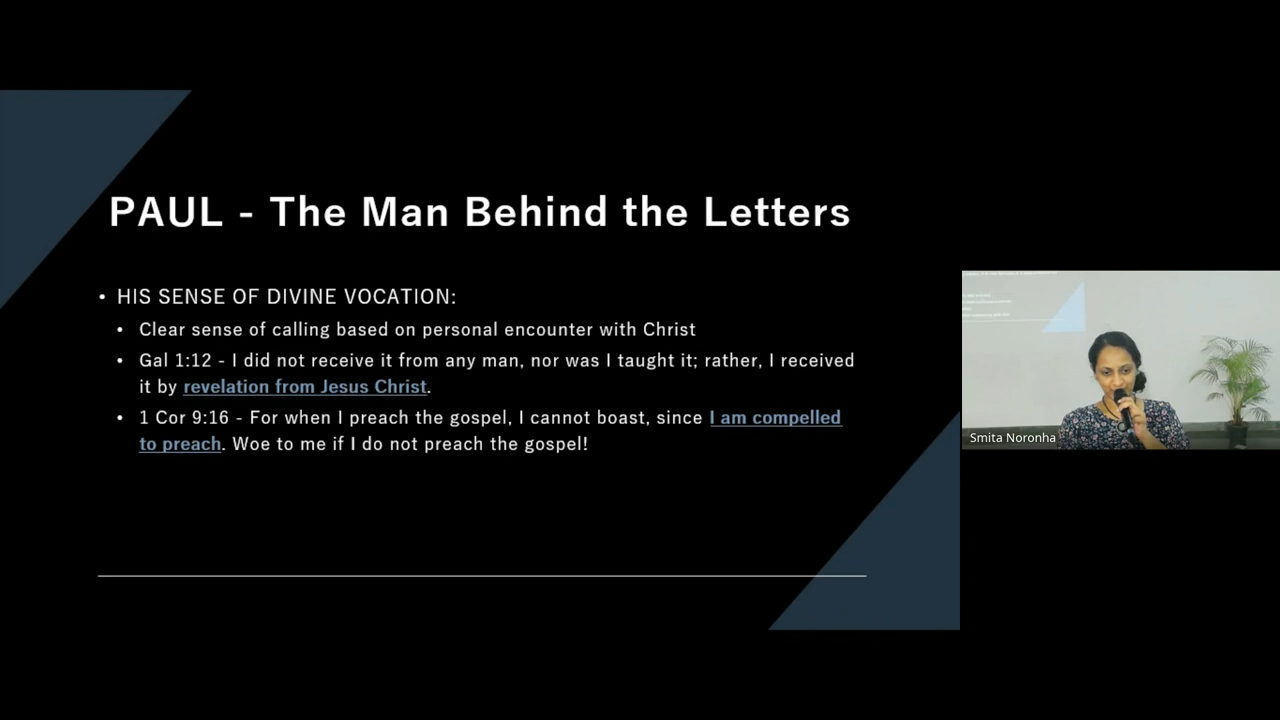 PAUL - The Man Behind the Letters
• HIS SENSE OF DIVINE VOCATION:
• Clear sense of calling based on personal encounter with Christ
• Gal 1:12 - I did not receive it from any man, nor was I taught it; rather, I received
it by revelation from Jesus Christ.
• 1 Cor 9:16 - For when I preach the gospel, I cannot boast, since I am compelled
to preach. Woe to me if I do not preach the gospel!
Smita Noronha